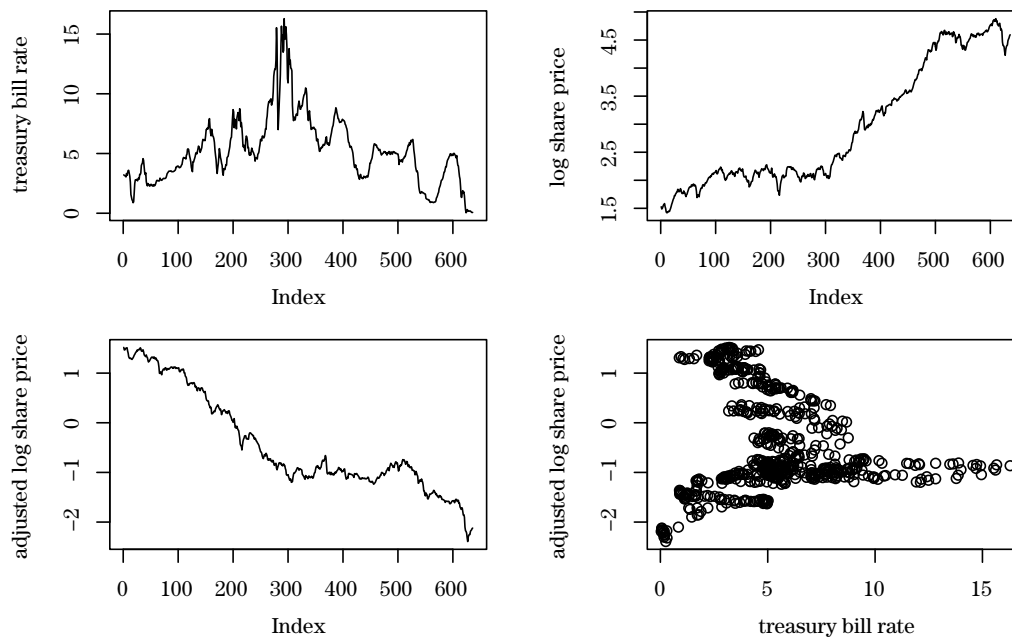 treasury bill rate
15
10
5
0
0 100 200 300 400 500 600
Index
log share price
4.5
3.5
2.5
1.5
0 100 200 300 400 500 600
Index
adjusted log share price
1
0
−1
−2
0 100 200 300 400 500 600
Index
adjusted log share price
1
0
−1
−2
0 5 10 15
treasury bill rate